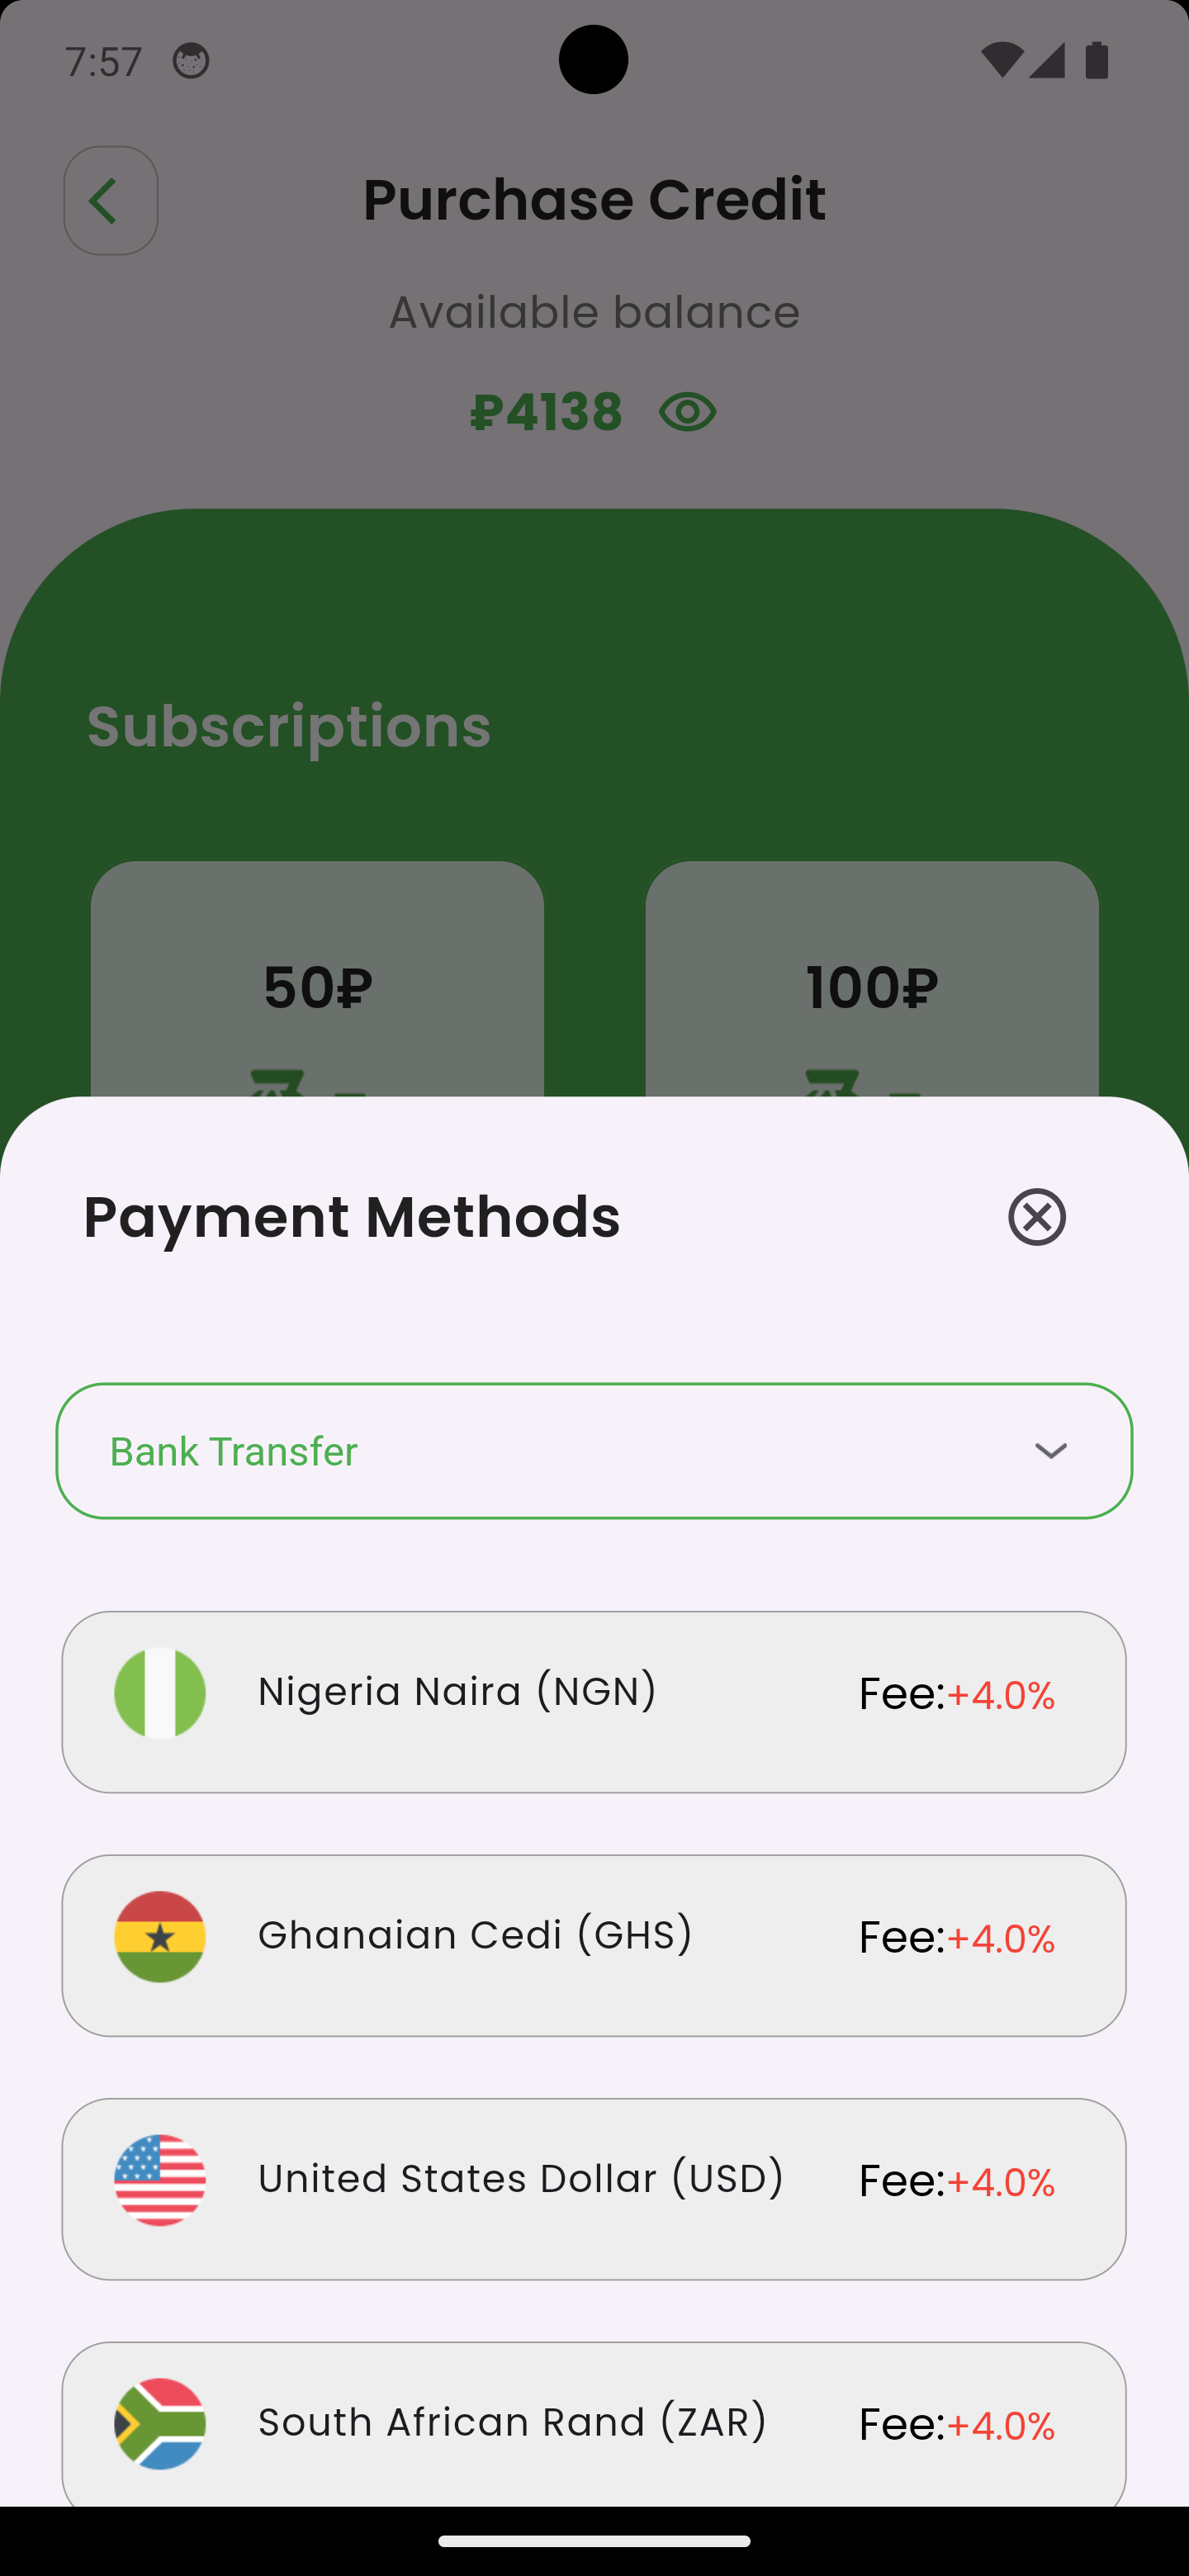 7:57
Purchase Credit
Available balance
₽4138
Subscriptions
50₽
100₽
Payment Methods
Bank Transfer
Nigeria Naira (NGN)
Fee:+4.0%
Ghanaian Cedi (GHS)
Fee:+4.0%
United States Dollar (USD)
Fee:+4.0%
South African Rand (ZAR)
Fee:+4.0%